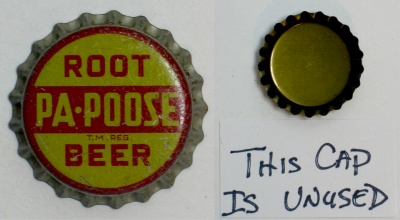 ROOT
PA·POOSE
T.M. REG.
BEER
THIS CAP
IS UNUSED